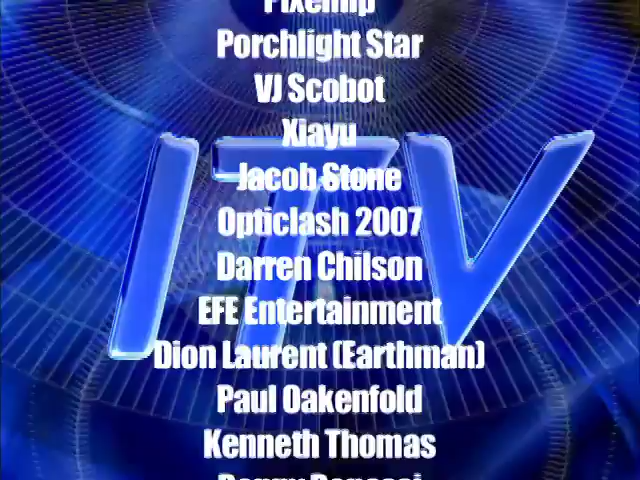 Porchlight Star
VJ Scobot
Xiayu
Jacob Stone
Opticlash 2007
Darren Chilson
EFE Entertainment
Dion Laurent (Earthman)
Paul Oakenfold
Kenneth Thomas
ITV